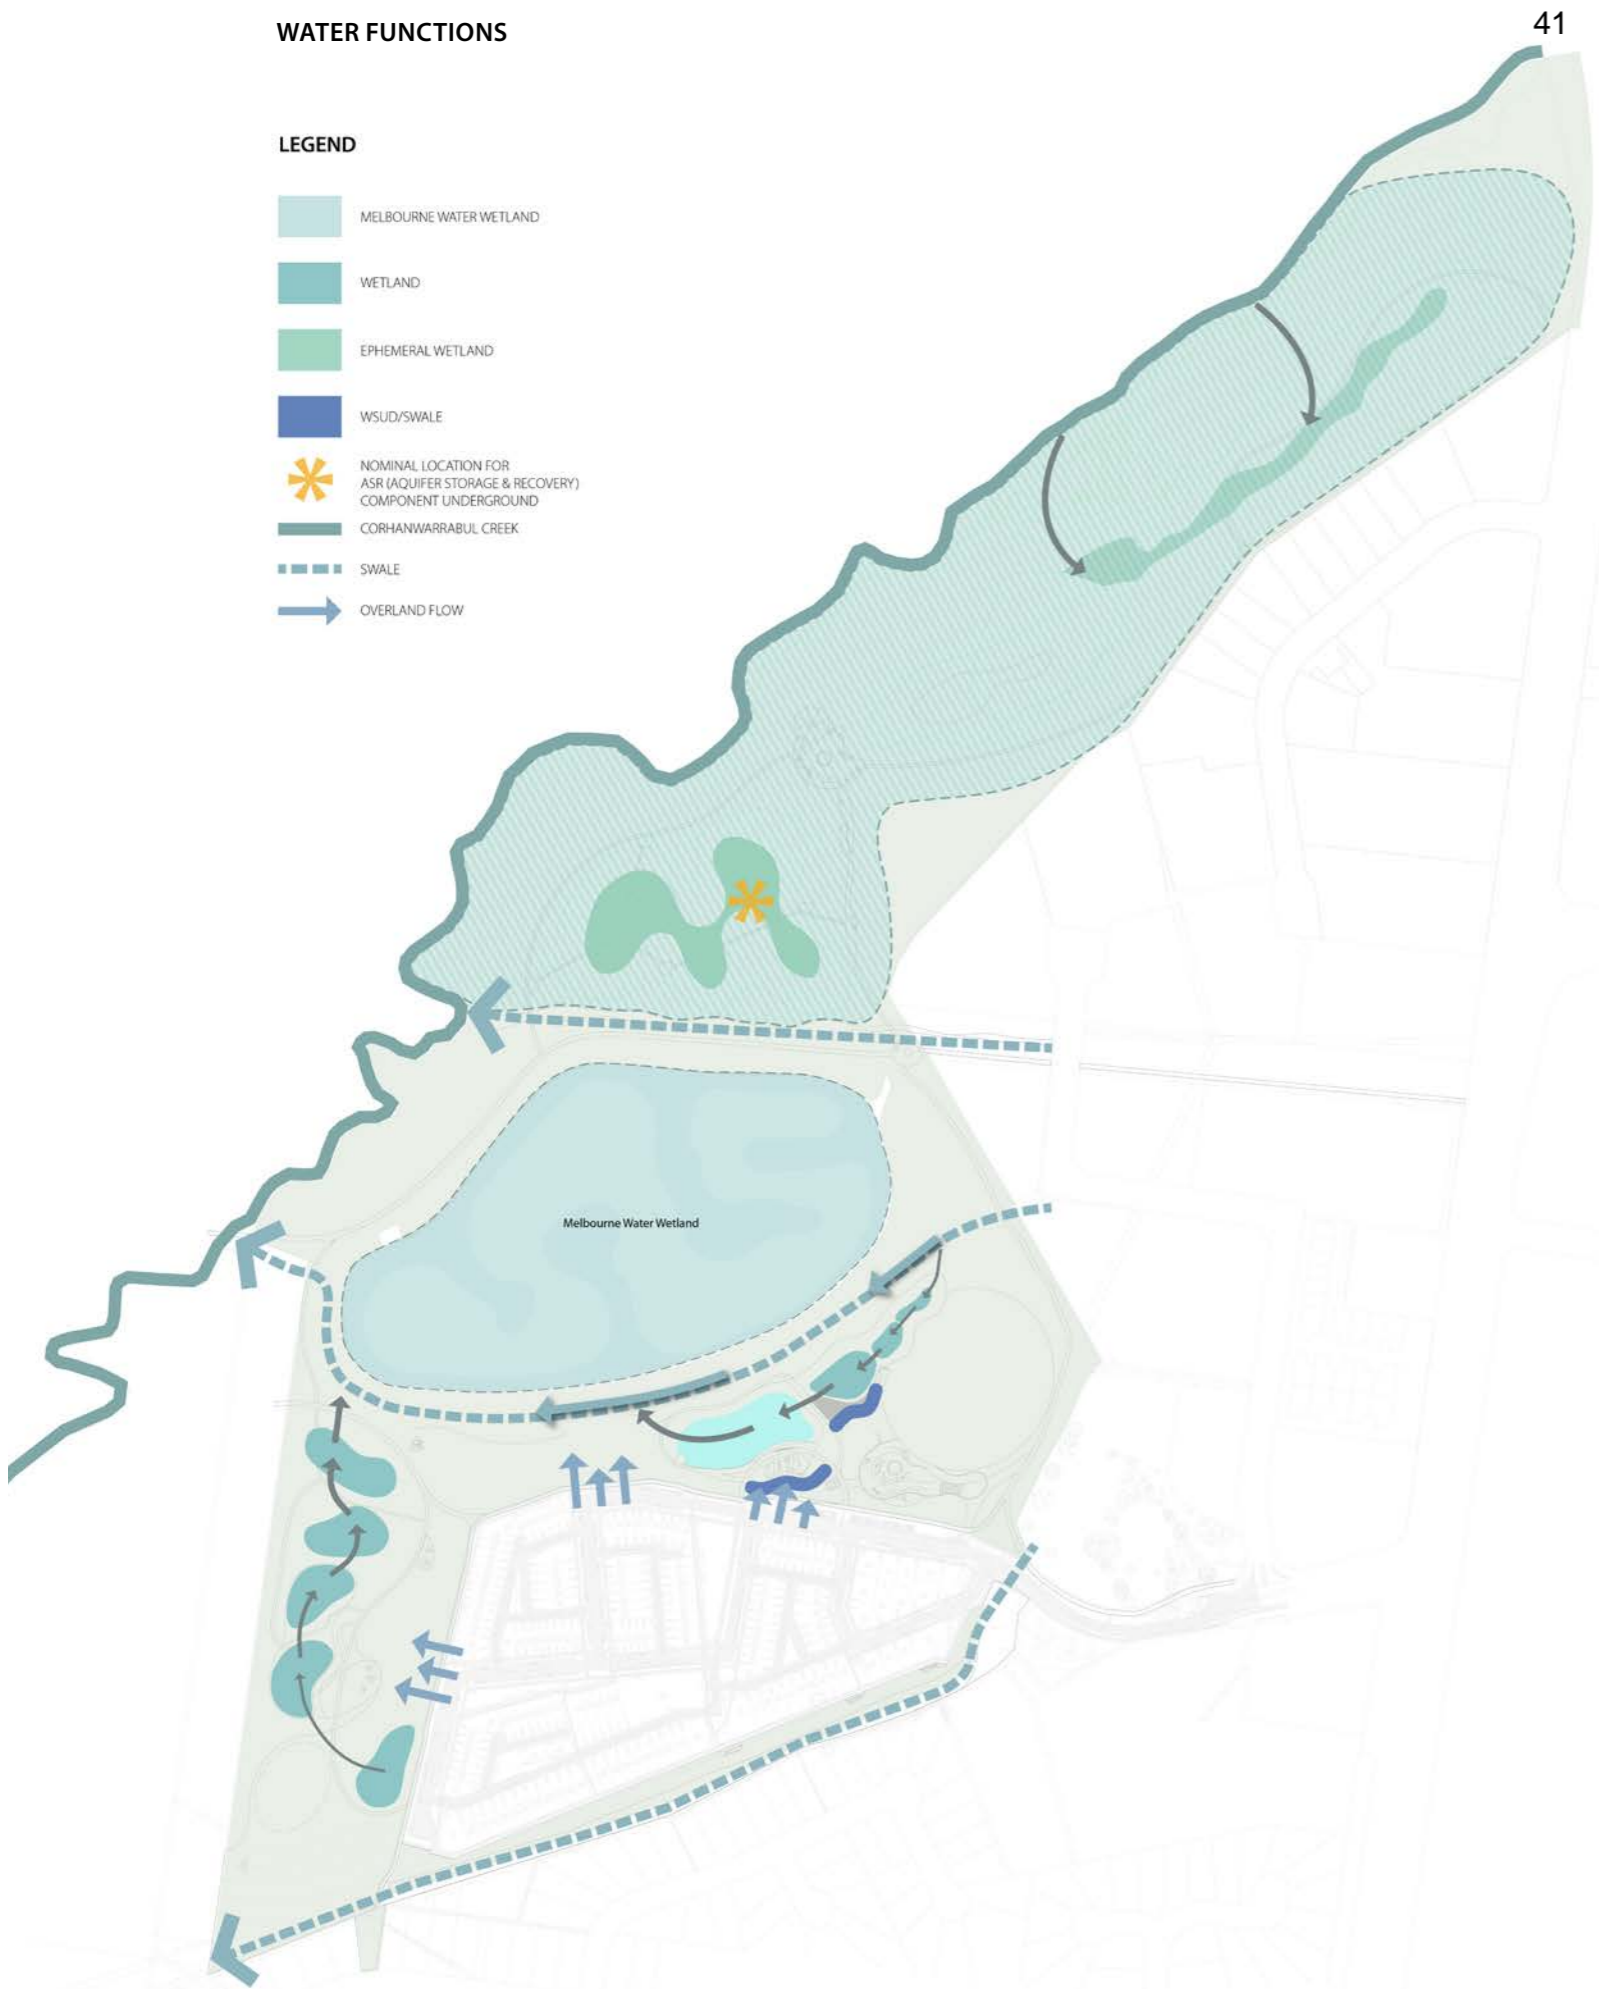 WATER FUNCTIONS
41
LEGEND
MELBOURNE WATER WETLAND
WETLAND
EPHEMERAL WETLAND
WSUD/SWALE
NOMINAL LOCATION FOR
ASR (AQUIFER STORAGE & RECOVERY)
COMPONENT UNDERGROUND
CORHANWARRABUL CREEK
SWALE
OVERLAND FLOW
Melbourne Water Wetland